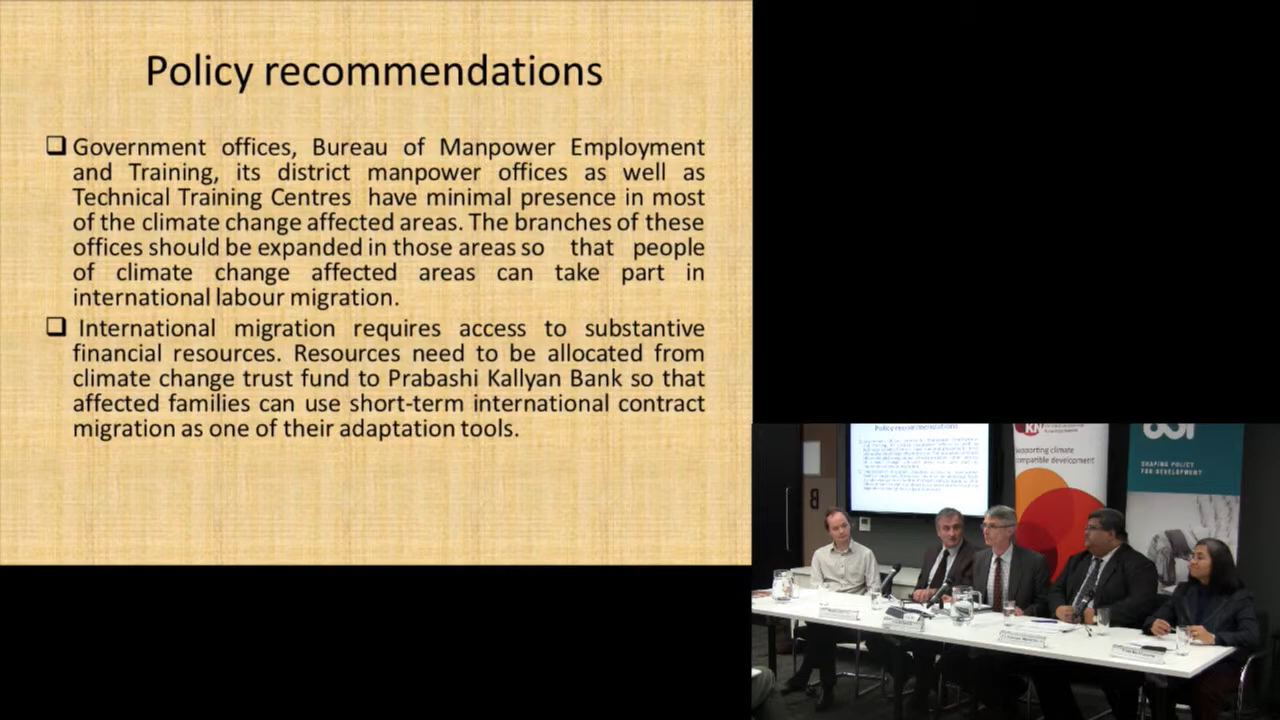 Policy recommendations
❑ Government offices, Bureau of Manpower Employment
and Training, its district manpower offices as well as
Technical Training Centres have minimal presence in most
of the climate change affected areas. The branches of these
offices should be expanded in those areas so that people
of climate change affected areas can take part in
international labour migration.
❑ International migration requires access to substantive
financial resources. Resources need to be allocated from
climate change trust fund to Prabashi Kallyan Bank so that
affected families can use short-term international contract
migration as one of their adaptation tools.
Policy recommendations
Supporting climate
compatible development
SHAPING POLICY
FOR DEVELOPMENT
B